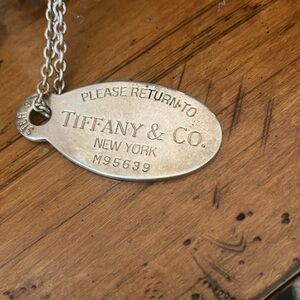 PLEASE RETURN TO
TIFFANY & CO.
NEW YORK
M95639